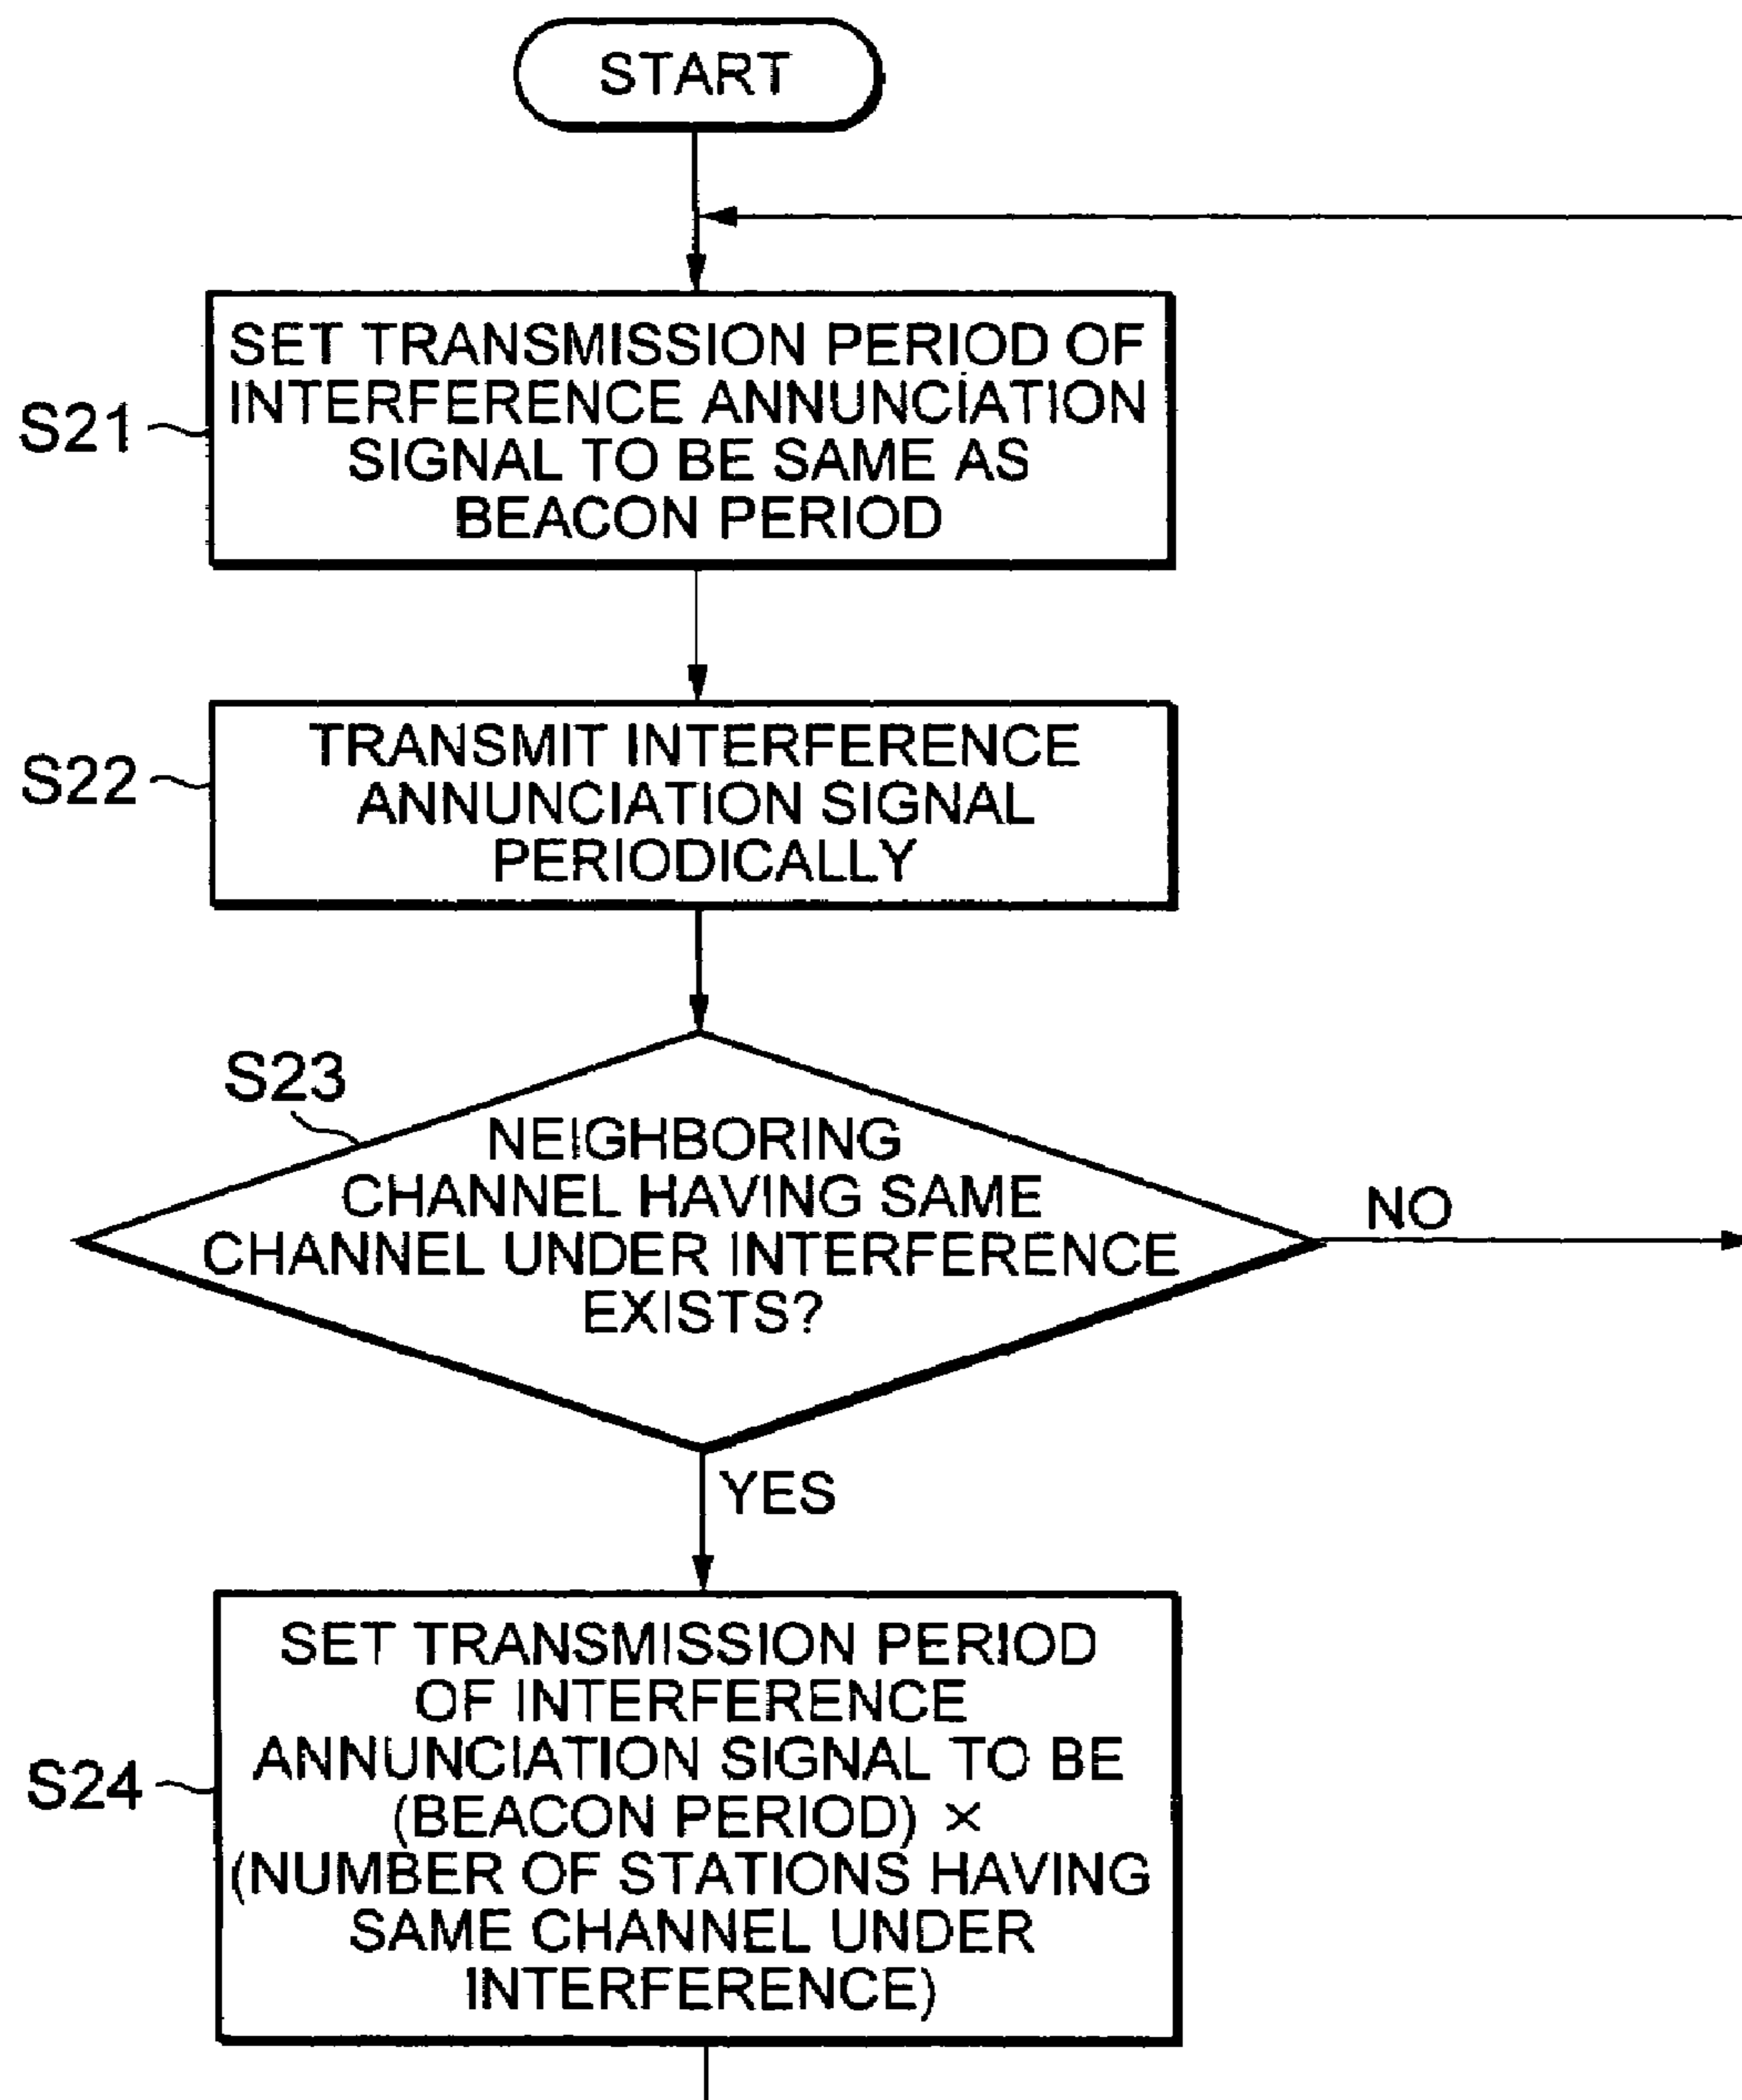 START
SET TRANSMISSION PERIOD OF
INTERFERENCE ANNUNCIATION
SIGNAL TO BE SAME AS
BEACON PERIOD
S21
TRANSMIT INTERFERENCE
ANNUNCIATION SIGNAL
PERIODICALLY
S22
S23
NEIGHBORING
CHANNEL HAVING SAME
CHANNEL UNDER INTERFERENCE
EXISTS?
NO
YES
SET TRANSMISSION PERIOD
OF INTERFERENCE
ANNUNCIATION SIGNAL TO BE
(BEACON PERIOD) ×
(NUMBER OF STATIONS HAVING
SAME CHANNEL UNDER
INTERFERENCE)
S24